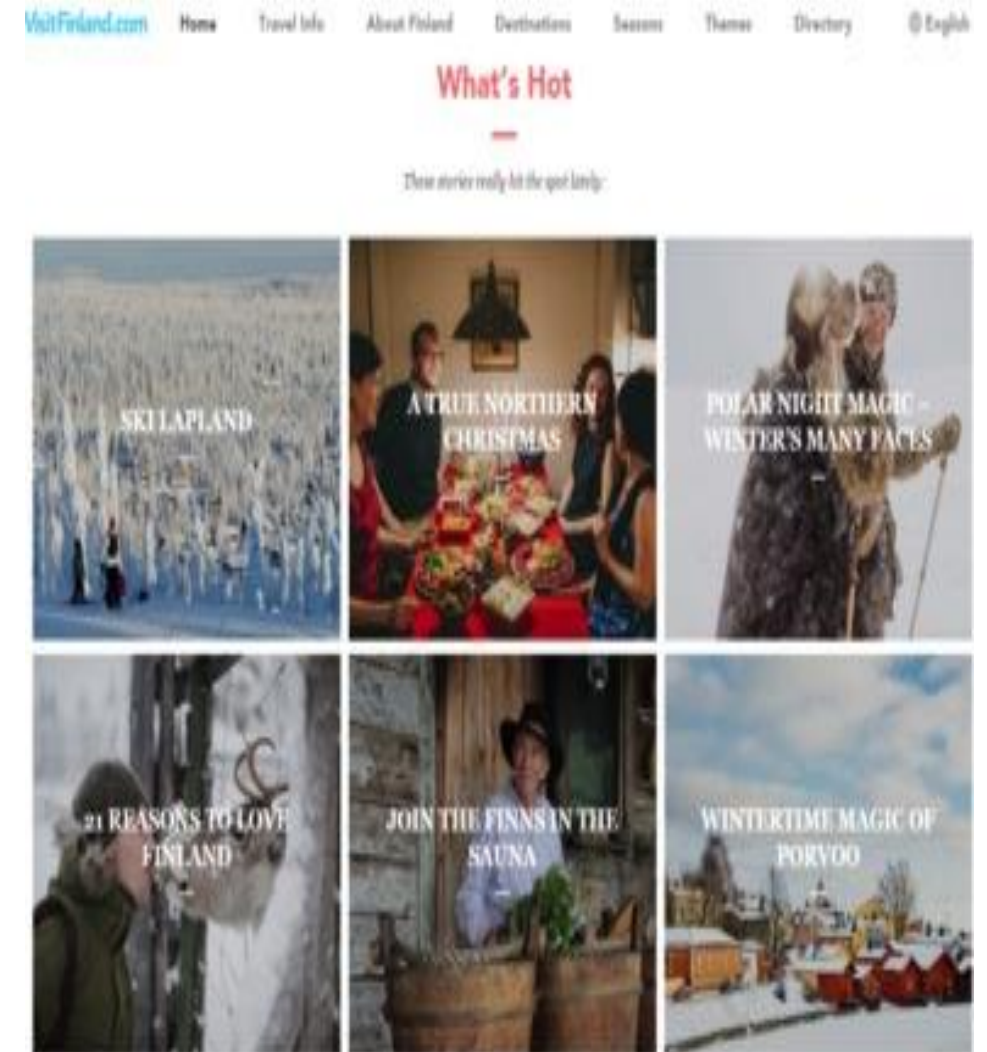 VisitFinland.com Home Travel Info About Finland Destinations Seasons Themes Directory English
What's Hot
These stories really hit the spot lately.
SKI LAPLAND
A TRUE NORTHERN
CHRISTMAS
POLAR NIGHT MAGIC –
WINTER'S MANY FACES
21 REASONS TO LOVE
FINLAND
JOIN THE FINNS IN THE
SAUNA
WINTERTIME MAGIC OF
PORVOO